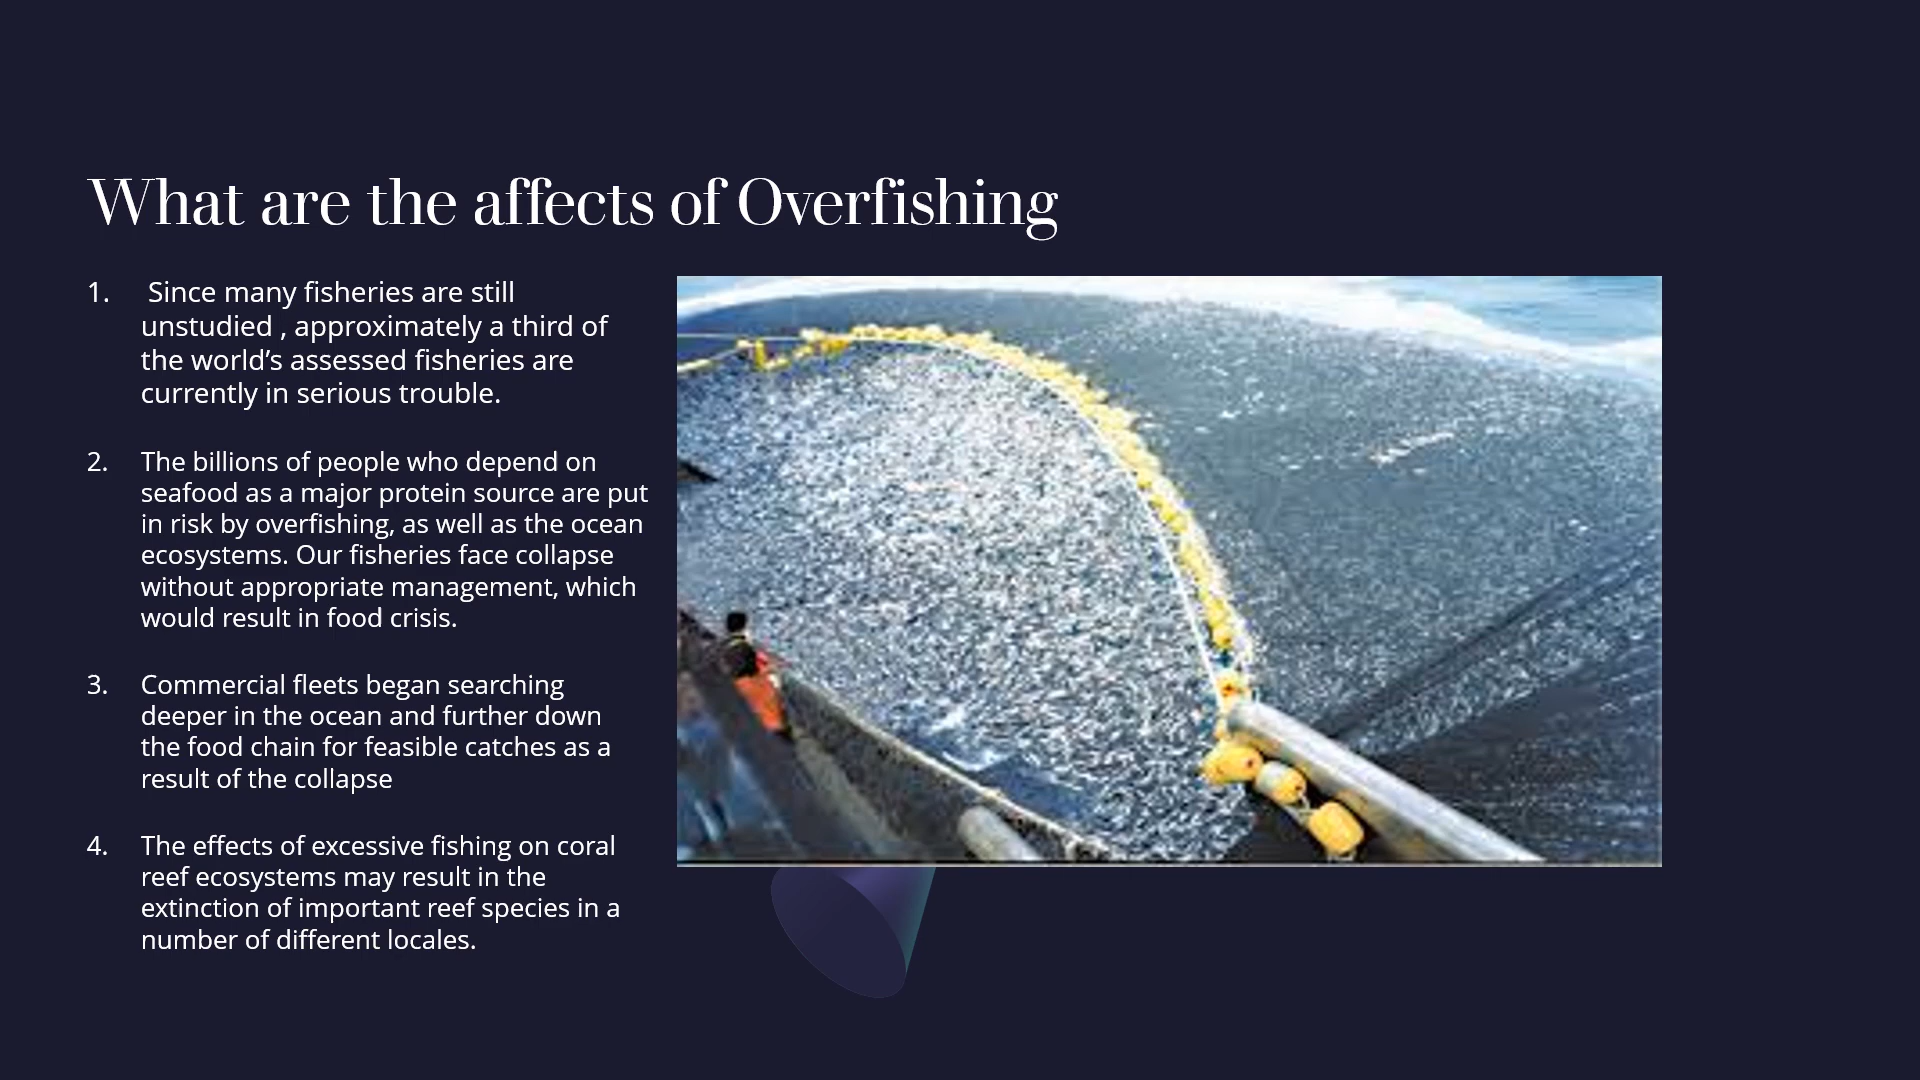 What are the affects of Overfishing
1. Since many fisheries are still
unstudied , approximately a third of
the world’s assessed fisheries are
currently in serious trouble.
2. The billions of people who depend on
seafood as a major protein source are put
in risk by overfishing, as well as the ocean
ecosystems. Our fisheries face collapse
without appropriate management, which
would result in food crisis.
3. Commercial fleets began searching
deeper in the ocean and further down
the food chain for feasible catches as a
result of the collapse
4. The effects of excessive fishing on coral
reef ecosystems may result in the
extinction of important reef species in a
number of different locales.